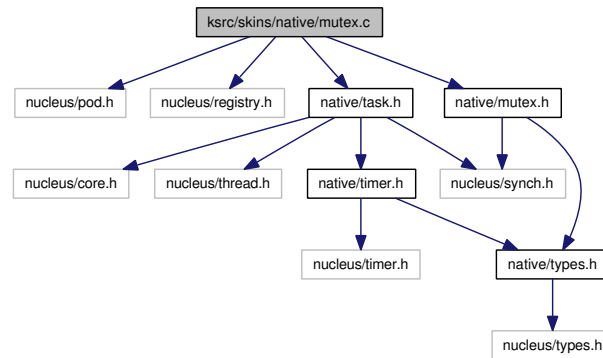 ksrc/skins/native/mutex.c
nucleus/pod.h
nucleus/registry.h
native/task.h
native/mutex.h
nucleus/core.h
nucleus/thread.h
native/timer.h
nucleus/synch.h
nucleus/timer.h
native/types.h
nucleus/types.h